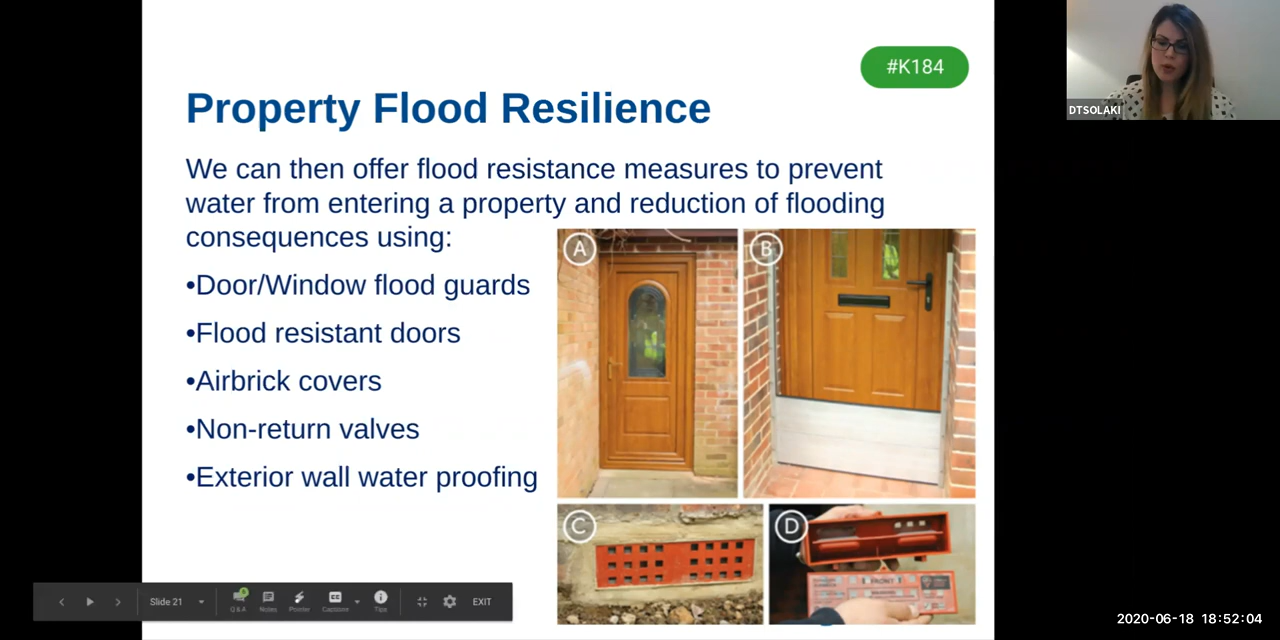 #K184
DTSOLAKI
Property Flood Resilience
We can then offer flood resistance measures to prevent
water from entering a property and reduction of flooding
consequences using:
•Door/Window flood guards
•Flood resistant doors
•Airbrick covers
•Non-return valves
•Exterior wall water proofing
A
B
C
D
FRONT
Slide 21
Q&A
Notes
Pointer
CC
Captions
Tips
EXIT
2020-06-18 18:52:04